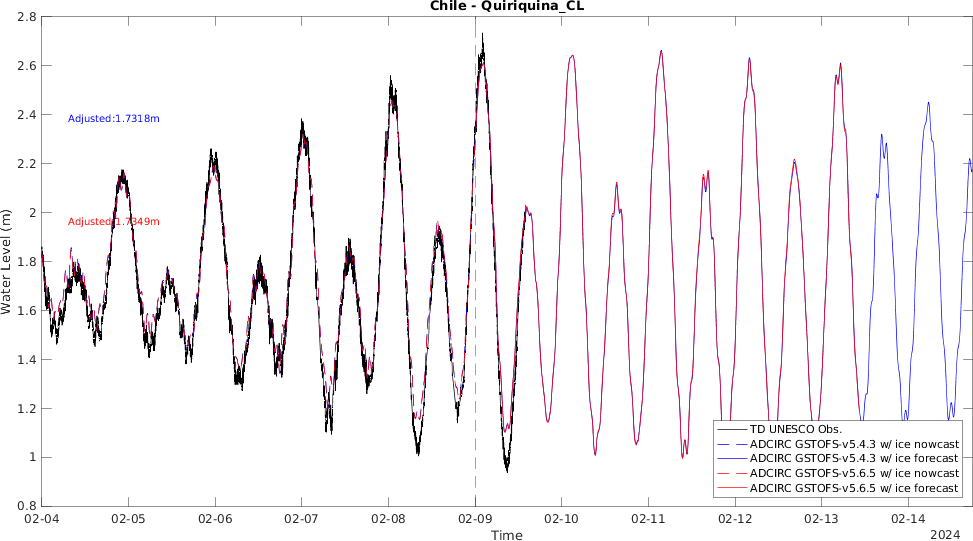 Chile - Quiriquina_CL
2.8
2.6
2.4
2.2
2
1.8
1.6
1.4
1.2
1
0.8
Water Level (m)
Adjusted:1.7318m
Adjusted:1.7349m
TD UNESCO Obs.
ADCIRC GSTOFS-v5.4.3 w/ ice nowcast
ADCIRC GSTOFS-v5.4.3 w/ ice forecast
ADCIRC GSTOFS-v5.6.5 w/ ice nowcast
ADCIRC GSTOFS-v5.6.5 w/ ice forecast
02-04 02-05 02-06 02-07 02-08 02-09 02-10 02-11 02-12 02-13 02-14
Time
2024